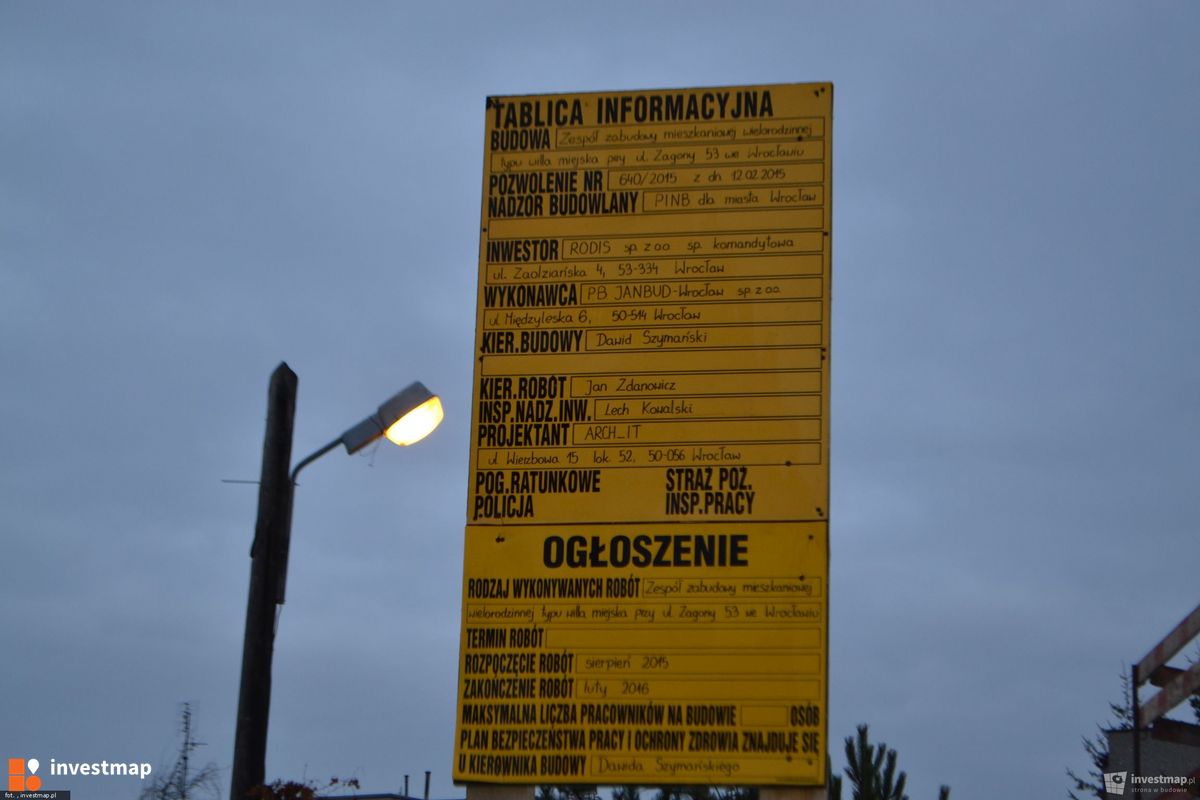 TABLICA INFORMACYJNA
BUDOWA Zespół zabudowy mieszkaniowej wielorodzinnej
typu willa miejska przy ul. Zagony 53 we Wrocławiu
POZWOLENIE NR 640/2015 z dn 12.02.2015
NADZÓR BUDOWLANY PINB dla miasta Wrocław
INWESTOR RODIS sp. z o.o sp. komandytowa
ul. Zaolziańska 4, 53-334 Wrocław
WYKONAWCA PB JANBUD-Wrocław sp. z o.o.
ul. Międzyleska 6, 50-514 Wrocław
KIER.BUDOWY Dawid Szymański
KIER.ROBÓT Jan Zdanowicz
INSP.NADZ.INW. Lech Kowalski
PROJEKTANT ARCH_IT
ul. Wierzbowa 15 lok. 52, 50-056 Wrocław
POG.RATUNKOWE STRAŻ POŻ.
POLICJA INSP.PRACY
OGŁOSZENIE
RODZAJ WYKONYWANYCH ROBÓT Zespół zabudowy mieszkaniowej
wielorodzinnej typu willa miejska przy ul. Zagony 53 we Wrocławiu
TERMIN ROBÓT
ROZPOCZĘCIE ROBÓT sierpień 2015
ZAKOŃCZENIE ROBÓT luty 2016
MAKSYMALNA LICZBA PRACOWNIKÓW NA BUDOWIE OSÓB
PLAN BEZPIECZEŃSTWA PRACY I OCHRONY ZDROWIA ZNAJDUJE SIĘ
U KIEROWNIKA BUDOWY Dawida Szymańskiego
investmap
fot. , investmap.pl
investmap.pl
strona w budowie